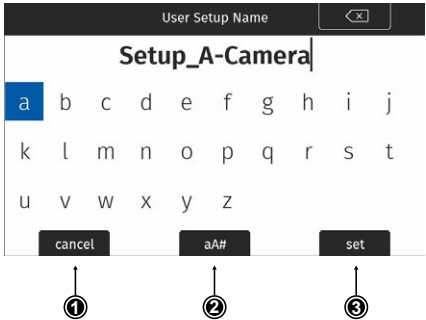 User Setup Name
Setup_A-Camera
a b c d e f g h i j
k l m n o p q r s t
u v w x y z
cancel aA# set
1 2 3